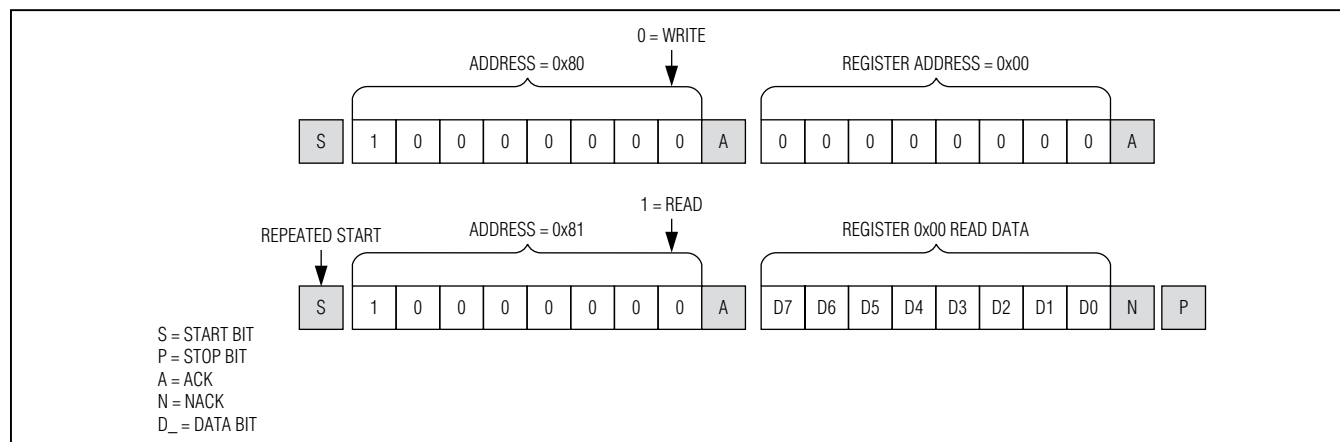 0 = WRITE
ADDRESS = 0x80 REGISTER ADDRESS = 0x00
S 1 0 0 0 0 0 0 0 A 0 0 0 0 0 0 0 0 A
1 = READ
REPEATED START ADDRESS = 0x81 REGISTER 0x00 READ DATA
S 1 0 0 0 0 0 0 0 A D7 D6 D5 D4 D3 D2 D1 D0 N P
S = START BIT
P = STOP BIT
A = ACK
N = NACK
D_ = DATA BIT